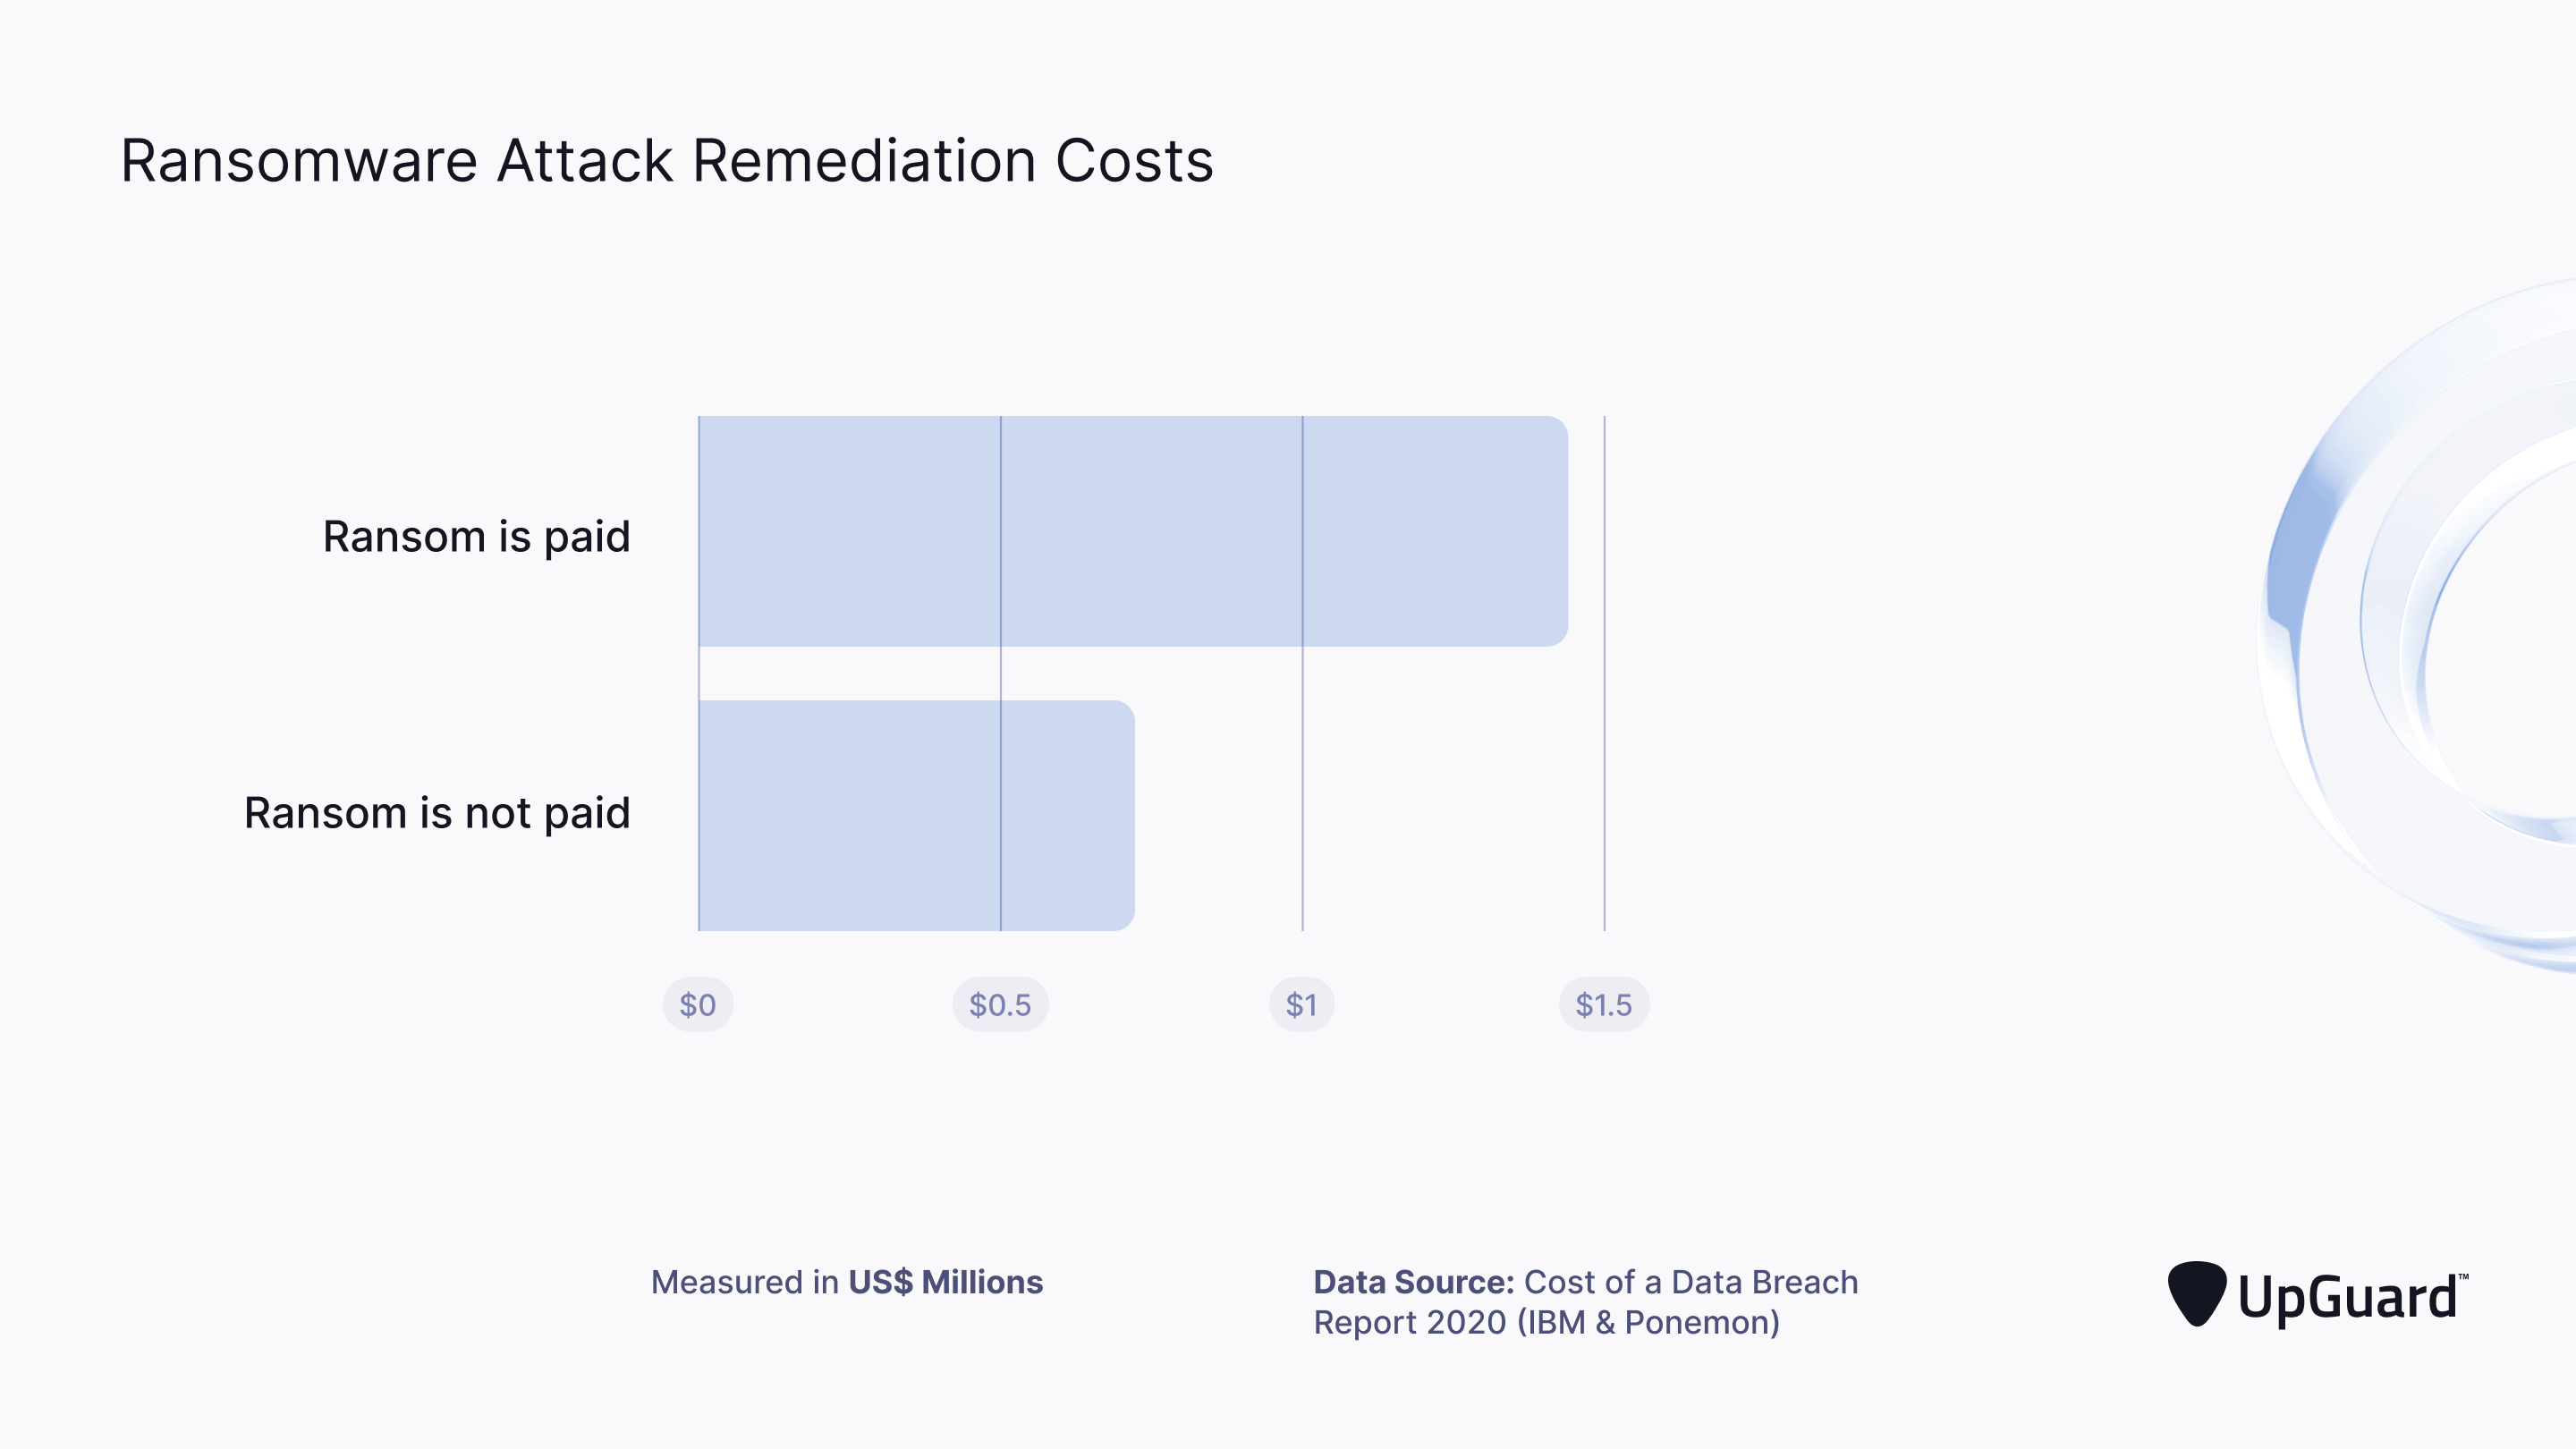 Ransomware Attack Remediation Costs
Ransom is paid
Ransom is not paid
$0
$0.5
$1
$1.5
Measured in US$ Millions
Data Source: Cost of a Data Breach
Report 2020 (IBM & Ponemon)
UpGuard™